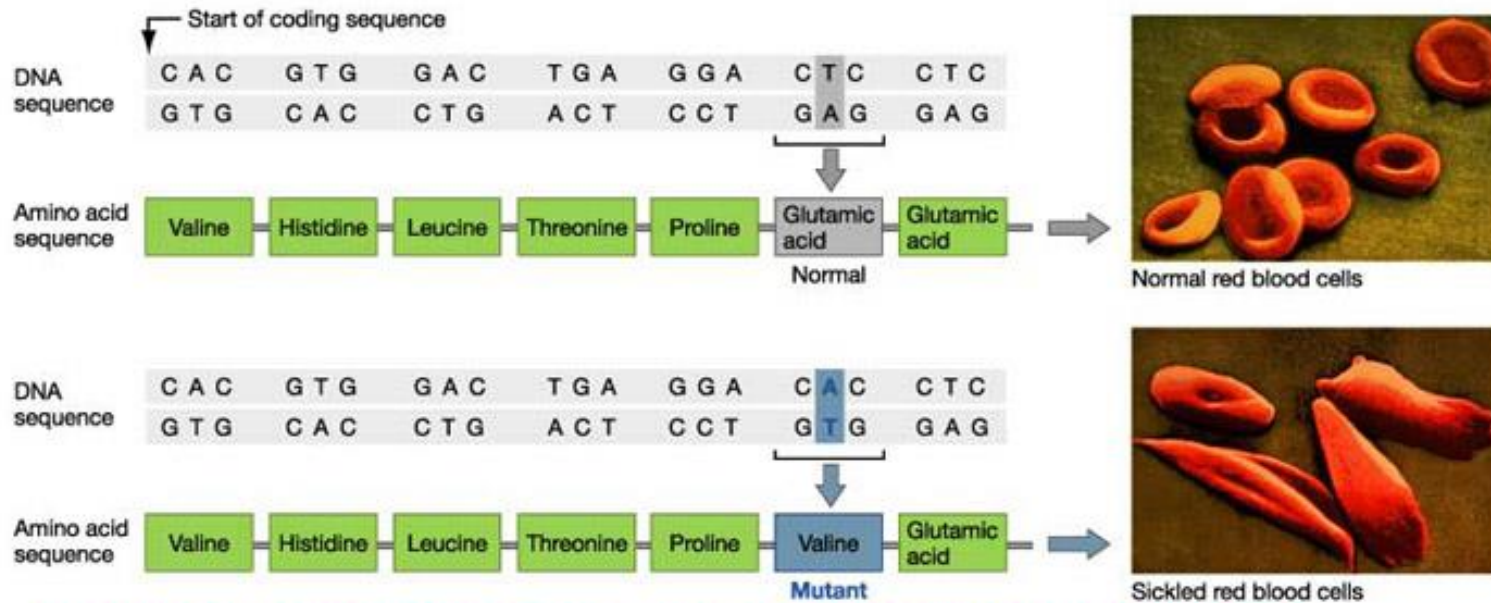 Start of coding sequence
DNA sequence
C A C G T G G A C T G A G G A C T C C T C
G T G C A C C T G A C T C C T G A G G A G
Amino acid sequence
Valine Histidine Leucine Threonine Proline Glutamic acid Glutamic acid
Normal
Normal red blood cells
DNA sequence
C A C G T G G A C T G A G G A C A C C T C
G T G C A C C T G A C T C C T G T G G A G
Amino acid sequence
Valine Histidine Leucine Threonine Proline Valine Glutamic acid
Mutant
Sickled red blood cells